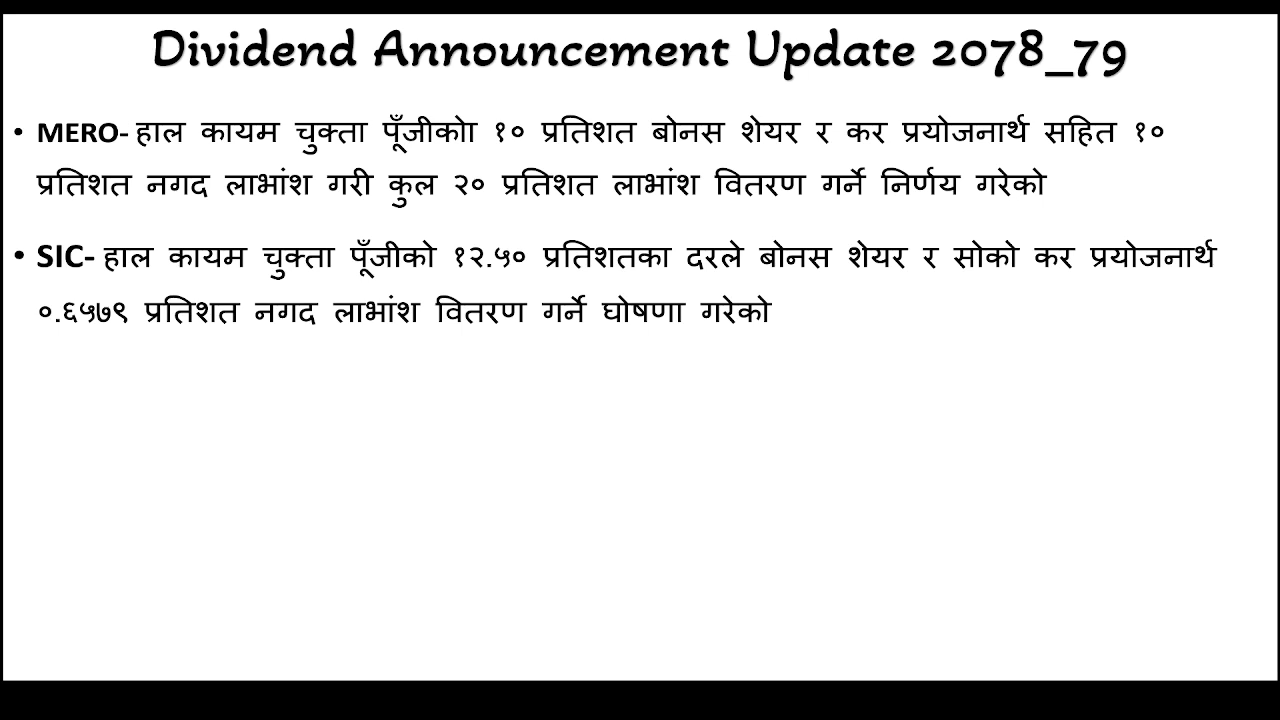 Dividend Announcement Update 2078_79
• MERO- हाल कायम चुक्ता पूँजीकोा १० प्रतिशत बोनस शेयर र कर प्रयोजनार्थ सहित १०
प्रतिशत नगद लाभांश गरी कुल २० प्रतिशत लाभांश वितरण गर्ने निर्णय गरेको
• SIC- हाल कायम चुक्ता पूँजीको १२.५० प्रतिशतका दरले बोनस शेयर र सोको कर प्रयोजनार्थ
०.६५७९ प्रतिशत नगद लाभांश वितरण गर्ने घोषणा गरेको